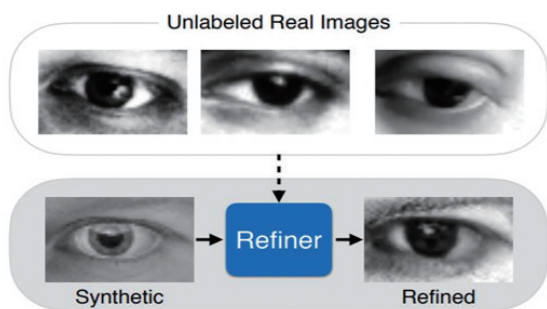 Unlabeled Real Images
Refiner
Synthetic
Refined